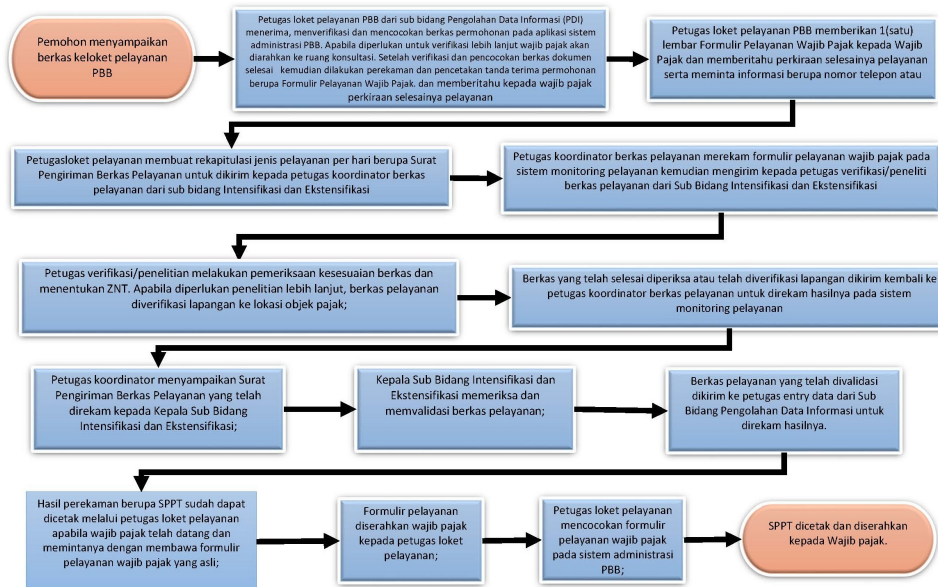 Pemohon menyampaikan
berkas keloket pelayanan
PBB
Petugas loket pelayanan PBB dari sub bidang Pengolahan Data Informasi (PDI)
menerima, menverifikasi dan mencocokan berkas permohonan pada aplikasi sistem
administrasi PBB. Apabila diperlukan untuk verifikasi lebih lanjut wajib pajak akan
diarahkan ke ruang konsultasi. Setelah verifikasi dan pencocokan berkas dokumen
selesai kemudian dilakukan perekaman dan pencetakan tanda terima permohonan
berupa Formulir Pelayanan Wajib Pajak. dan memberitahu kepada wajib pajak
perkiraan selesainya pelayanan
Petugas loket pelayanan PBB memberikan 1(satu)
lembar Formulir Pelayanan Wajib Pajak kepada Wajib
Pajak dan memberitahu perkiraan selesainya pelayanan
serta meminta informasi berupa nomor telepon atau
Petugasloket pelayanan membuat rekapitulasi jenis pelayanan per hari berupa Surat
Pengiriman Berkas Pelayanan untuk dikirim kepada petugas koordinator berkas
pelayanan dari sub bidang Intensifikasi dan Ekstensifikasi
Petugas koordinator berkas pelayanan merekam formulir pelayanan wajib pajak pada
sistem monitoring pelayanan kemudian mengirim kepada petugas verifikasi/peneliti
berkas pelayanan dari Sub Bidang Intensifikasi dan Ekstensifikasi
Petugas verifikasi/penelitian melakukan pemeriksaan kesesuaian berkas dan
menentukan ZNT. Apabila diperlukan penelitian lebih lanjut, berkas pelayanan
diverifikasi lapangan ke lokasi objek pajak;
Berkas yang telah selesai diperiksa atau telah diverifikasi lapangan dikirim kembali ke
petugas koordinator berkas pelayanan untuk direkam hasilnya pada sistem
monitoring pelayanan
Petugas koordinator menyampaikan Surat
Pengiriman Berkas Pelayanan yang telah
direkam kepada Kepala Sub Bidang
Intensifikasi dan Ekstensifikasi;
Kepala Sub Bidang Intensifikasi dan
Ekstensifikasi memeriksa dan
memvalidasi berkas pelayanan;
Berkas pelayanan yang telah divalidasi
dikirim ke petugas entry data dari Sub
Bidang Pengolahan Data Informasi untuk
direkam hasilnya.
Hasil perekaman berupa SPPT sudah dapat
dicetak melalui petugas loket pelayanan
apabila wajib pajak telah datang dan
memintanya dengan membawa formulir
pelayanan wajib pajak yang asli;
Formulir pelayanan
diserahkan wajib pajak
kepada petugas loket
pelayanan;
Petugas loket pelayanan
mencocokan formulir
pelayanan wajib pajak
pada sistem administrasi
PBB;
SPPT dicetak dan diserahkan
kepada Wajib pajak.